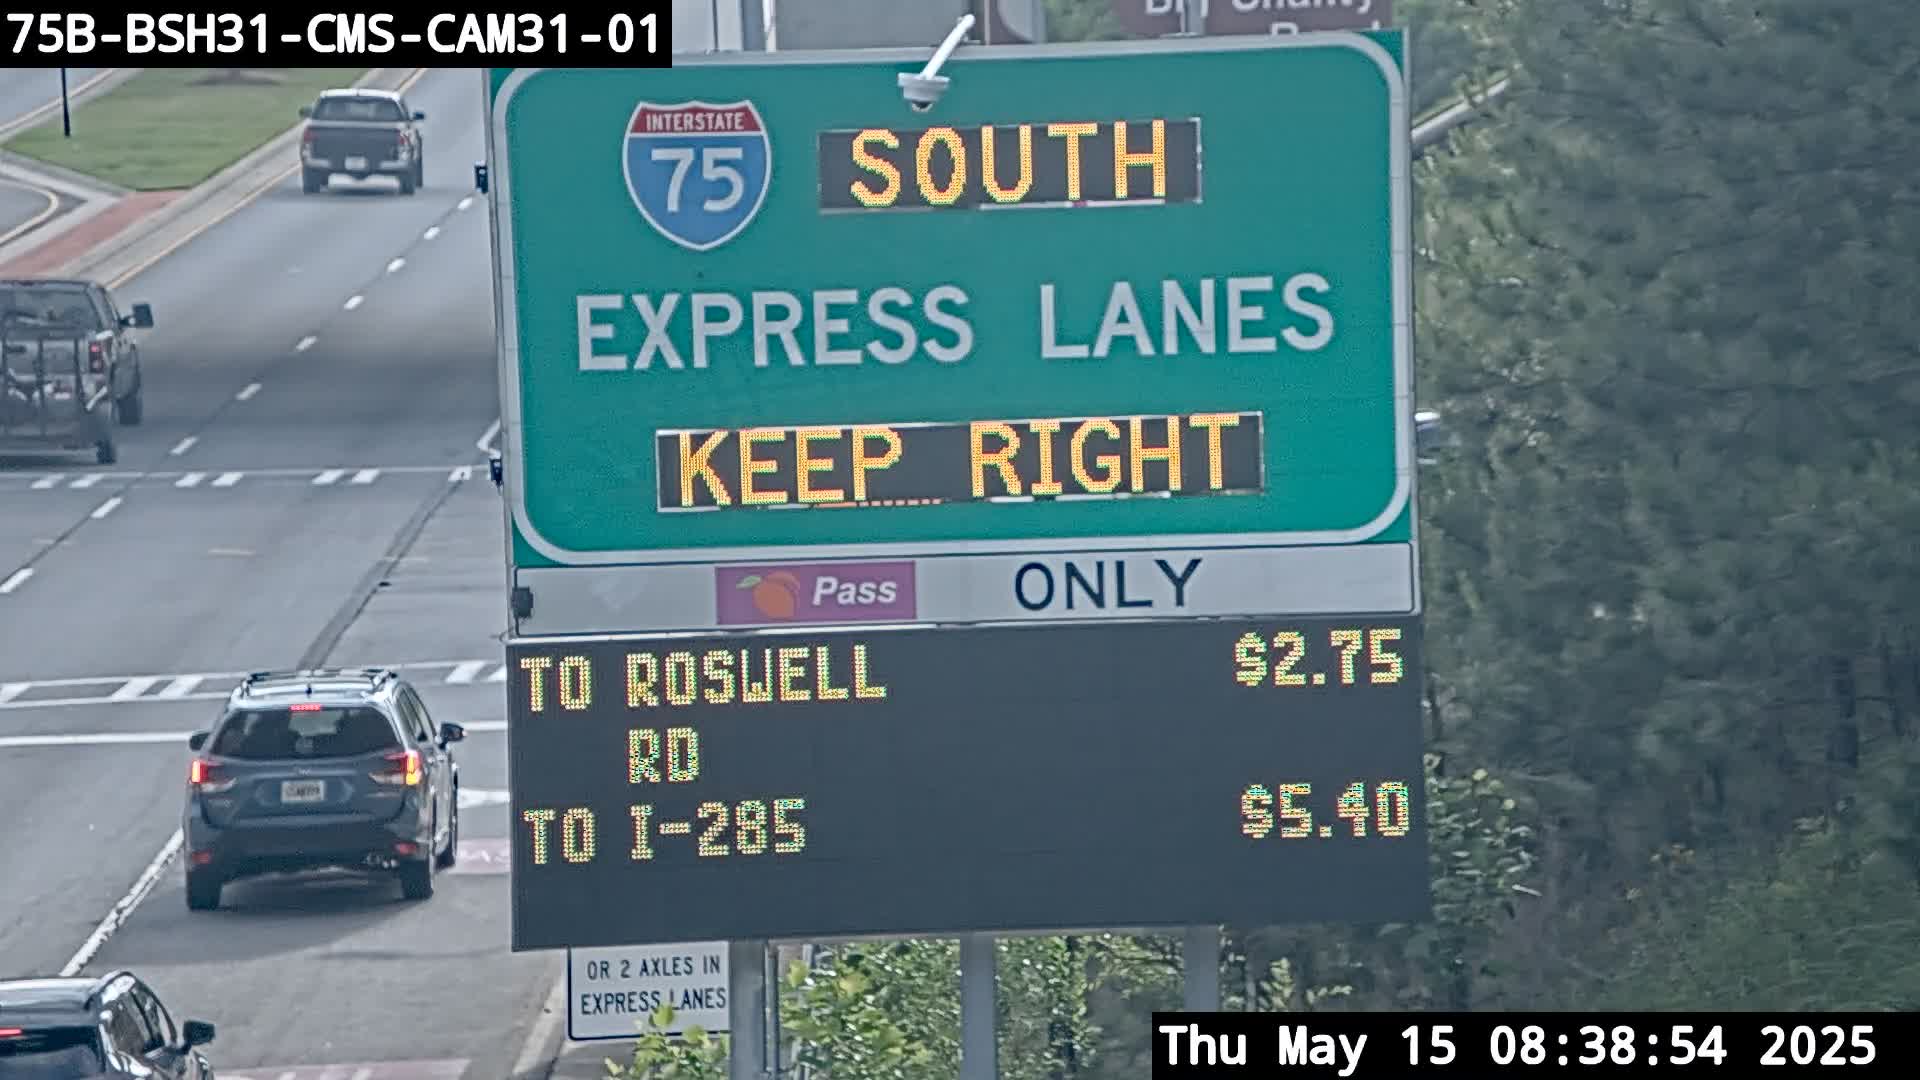 75B-BSH31-CMS-CAM31-01
INTERSTATE
75
SOUTH
EXPRESS LANES
KEEP RIGHT
Pass ONLY
TO ROSWELL $2.75
RD
TO I-285 $5.40
OR 2 AXLES IN
EXPRESS LANES
Thu May 15 08:38:54 2025